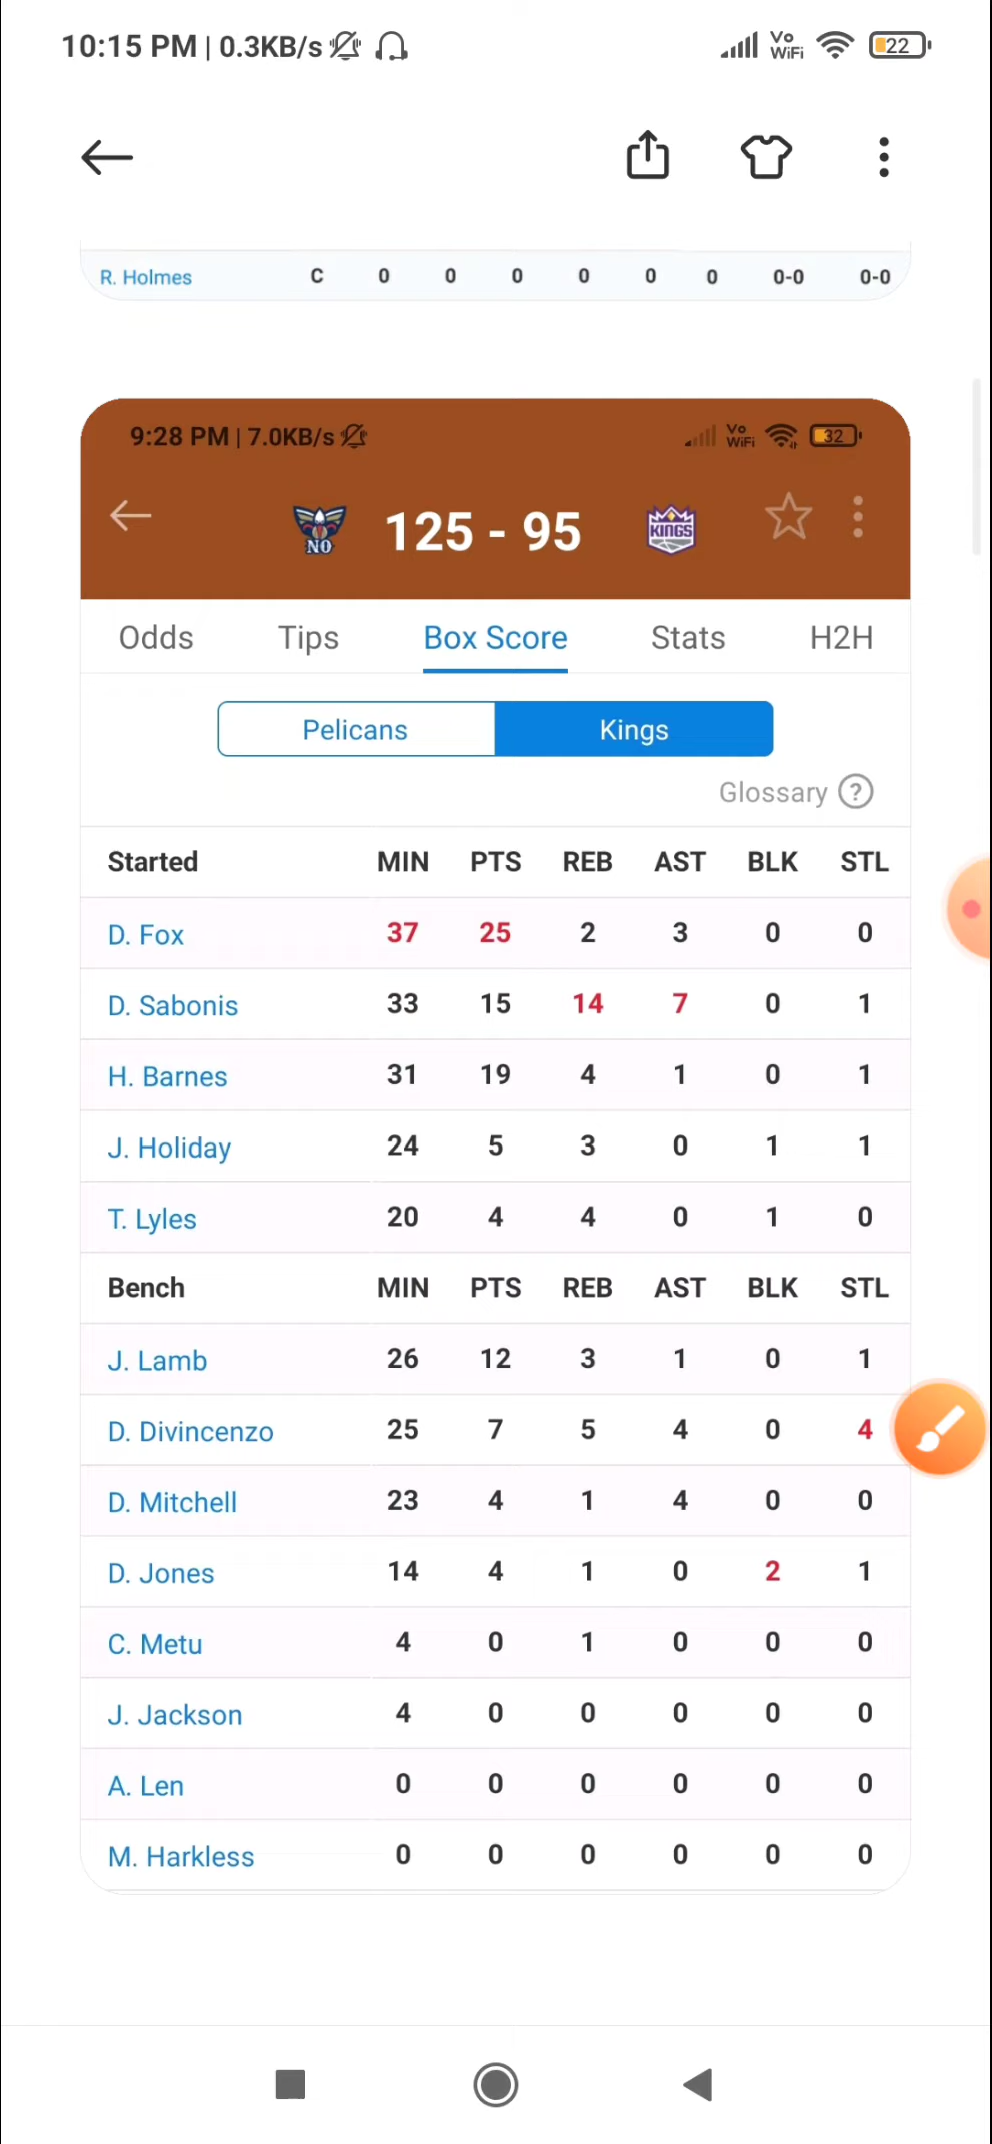 10:15 PM | 0.3KB/s Vo WiFi 22
R. Holmes C 0 0 0 0 0 0 0-0 0-0
9:28 PM | 7.0KB/s Vo WiFi 32
NO 125 - 95 KINGS
Odds Tips Box Score Stats H2H
Pelicans Kings
Glossary ?
Started MIN PTS REB AST BLK STL
D. Fox 37 25 2 3 0 0
D. Sabonis 33 15 14 7 0 1
H. Barnes 31 19 4 1 0 1
J. Holiday 24 5 3 0 1 1
T. Lyles 20 4 4 0 1 0
Bench MIN PTS REB AST BLK STL
J. Lamb 26 12 3 1 0 1
D. Divincenzo 25 7 5 4 0 4
D. Mitchell 23 4 1 4 0 0
D. Jones 14 4 1 0 2 1
C. Metu 4 0 1 0 0 0
J. Jackson 4 0 0 0 0 0
A. Len 0 0 0 0 0 0
M. Harkless 0 0 0 0 0 0